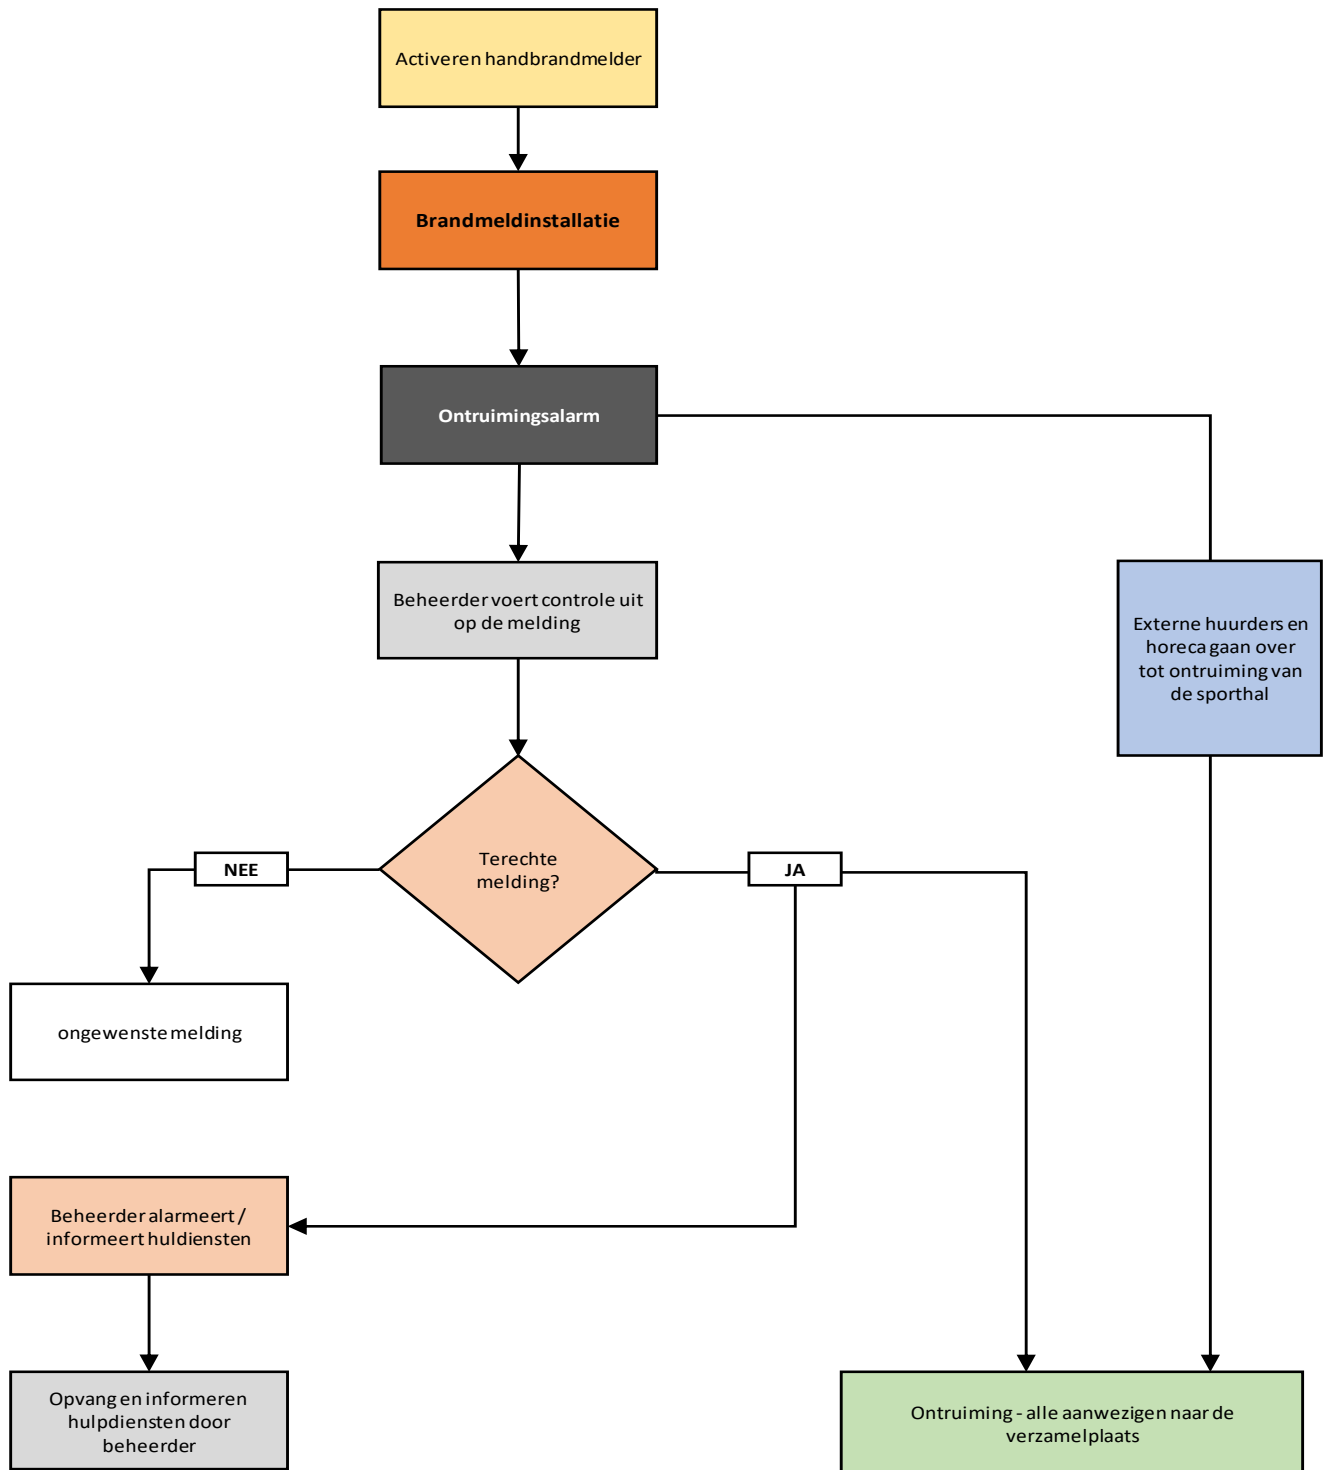 Activeren handbrandmelder
Brandmeldinstallatie
Ontruimingsalarm
Beheerder voert controle uit
op de melding
Externe huurders en
horeca gaan over
tot ontruiming van
de sporthal
Terechte
melding?
NEE
JA
ongewenste melding
Beheerder alarmeert /
informeert huldiensten
Opvang en informeren
hulpdiensten door
beheerder
Ontruiming - alle aanwezigen naar de
verzamelplaats